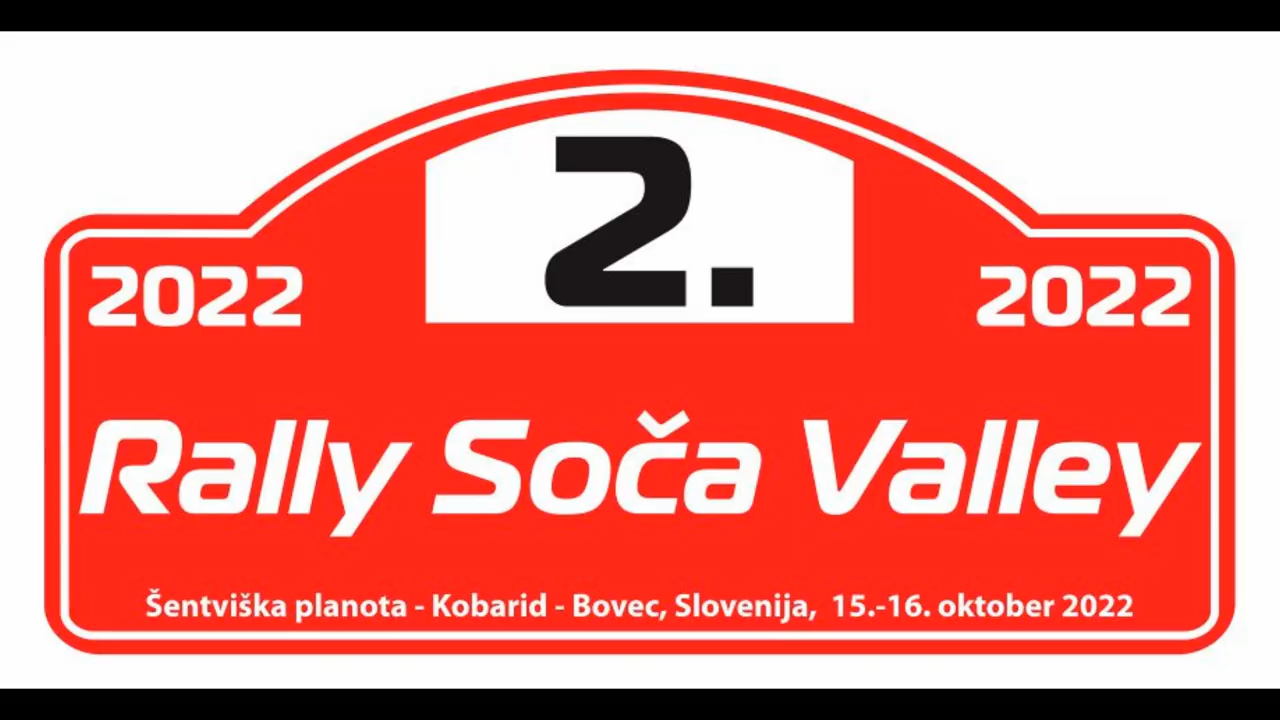 2.
2022 2022
Rally Soča Valley
Šentviška planota - Kobarid - Bovec, Slovenija, 15.-16. oktober 2022